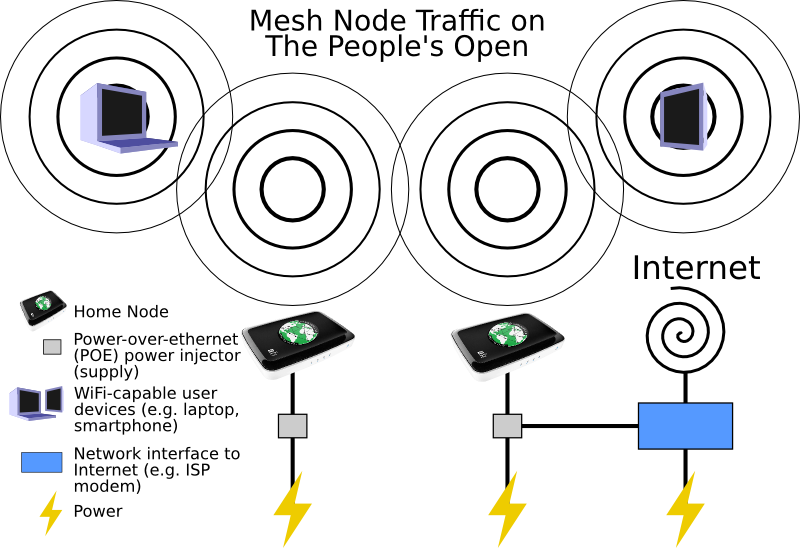 Mesh Node Traffic on
The People's Open
Internet
Home Node
Power-over-ethernet
(POE) power injector
(supply)
WiFi-capable user
devices (e.g. laptop,
smartphone)
Network interface to
Internet (e.g. ISP
modem)
Power